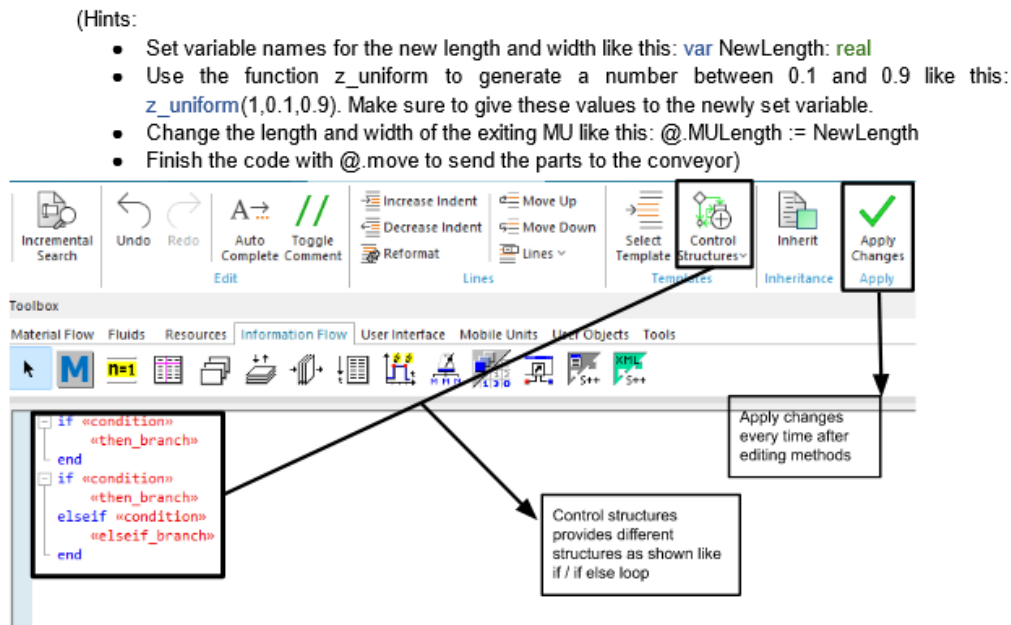 (Hints:
• Set variable names for the new length and width like this: var NewLength: real
• Use the function z_uniform to generate a number between 0.1 and 0.9 like this:
z_uniform(1,0.1,0.9). Make sure to give these values to the newly set variable.
• Change the length and width of the exiting MU like this: @.MULength := NewLength
• Finish the code with @.move to send the parts to the conveyor)
Incremental Search
Undo
Redo
Auto Complete
Toggle Comment
Edit
Increase Indent
Decrease Indent
Reformat
Move Up
Move Down
Lines
Lines
Select Template
Control Structures
Templates
Inherit
Inheritance
Apply Changes
Apply
Toolbox
Material Flow Fluids Resources Information Flow User Interface Mobile Units User Objects Tools
M
n=1
M M M
1 2 3 0
S++
XML
S++
if «condition»
«then_branch»
end
if «condition»
«then_branch»
elseif «condition»
«elseif_branch»
end
Apply changes
every time after
editing methods
Control structures
provides different
structures as shown like
if / if else loop